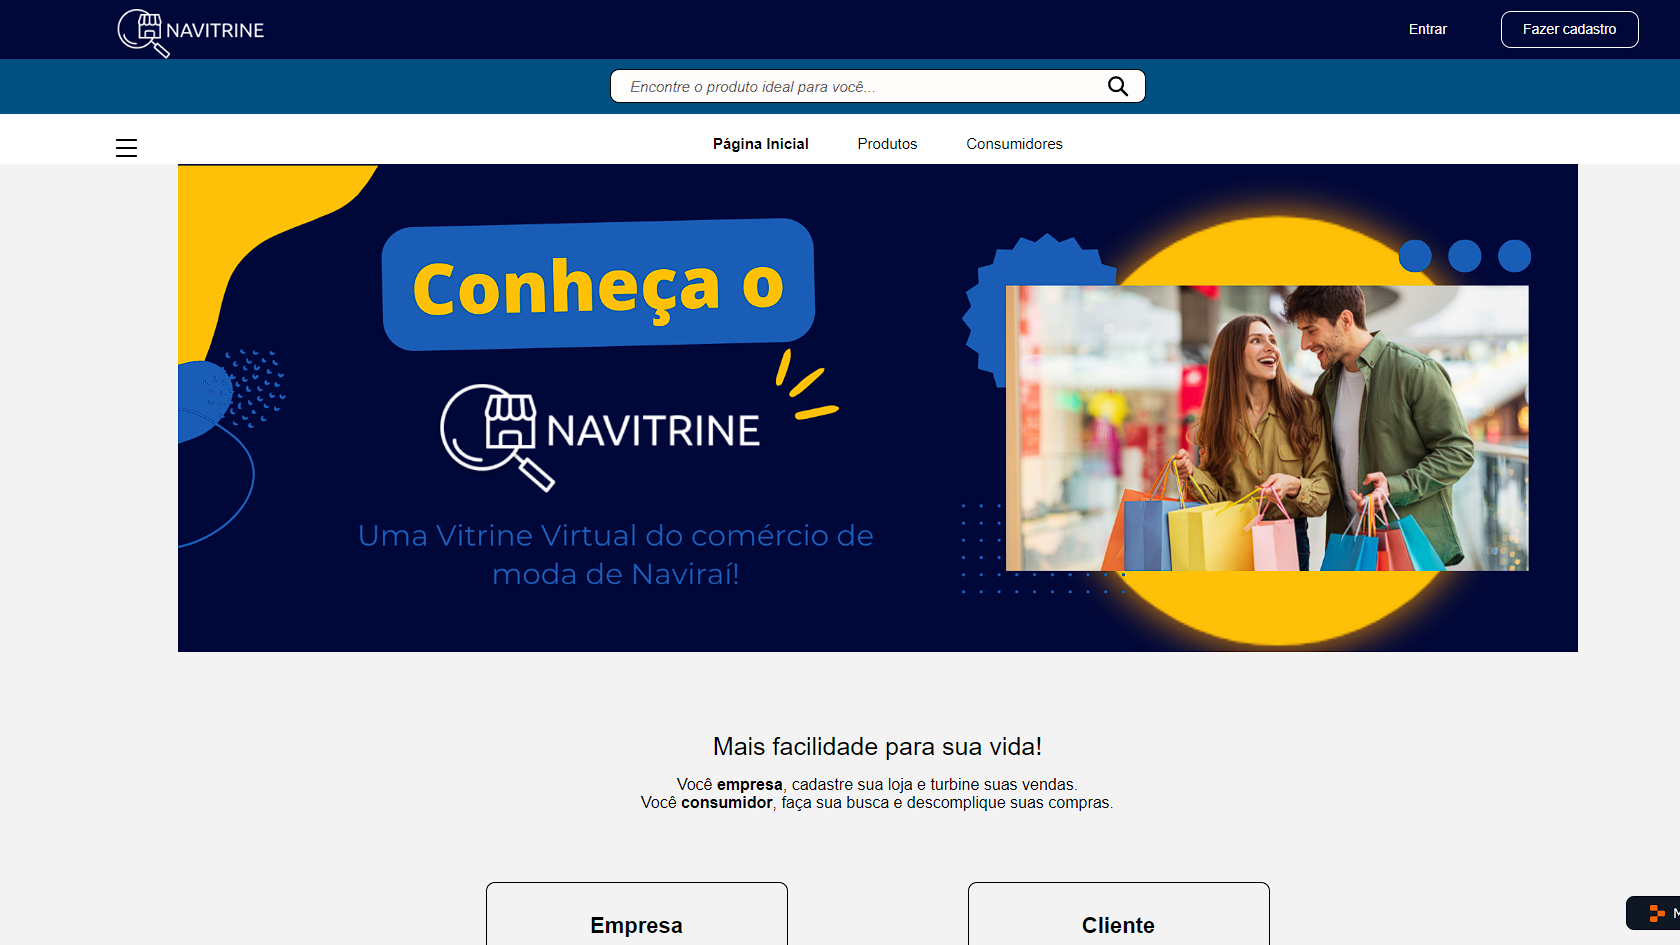 NAVITRINE
Entrar
Fazer cadastro
Encontre o produto ideal para você...
Página Inicial
Produtos
Consumidores
Conheça o
NAVITRINE
Uma Vitrine Virtual do comércio de
moda de Naviraí!
Mais facilidade para sua vida!
Você empresa, cadastre sua loja e turbine suas vendas.
Você consumidor, faça sua busca e descomplique suas compras.
Empresa
Cliente